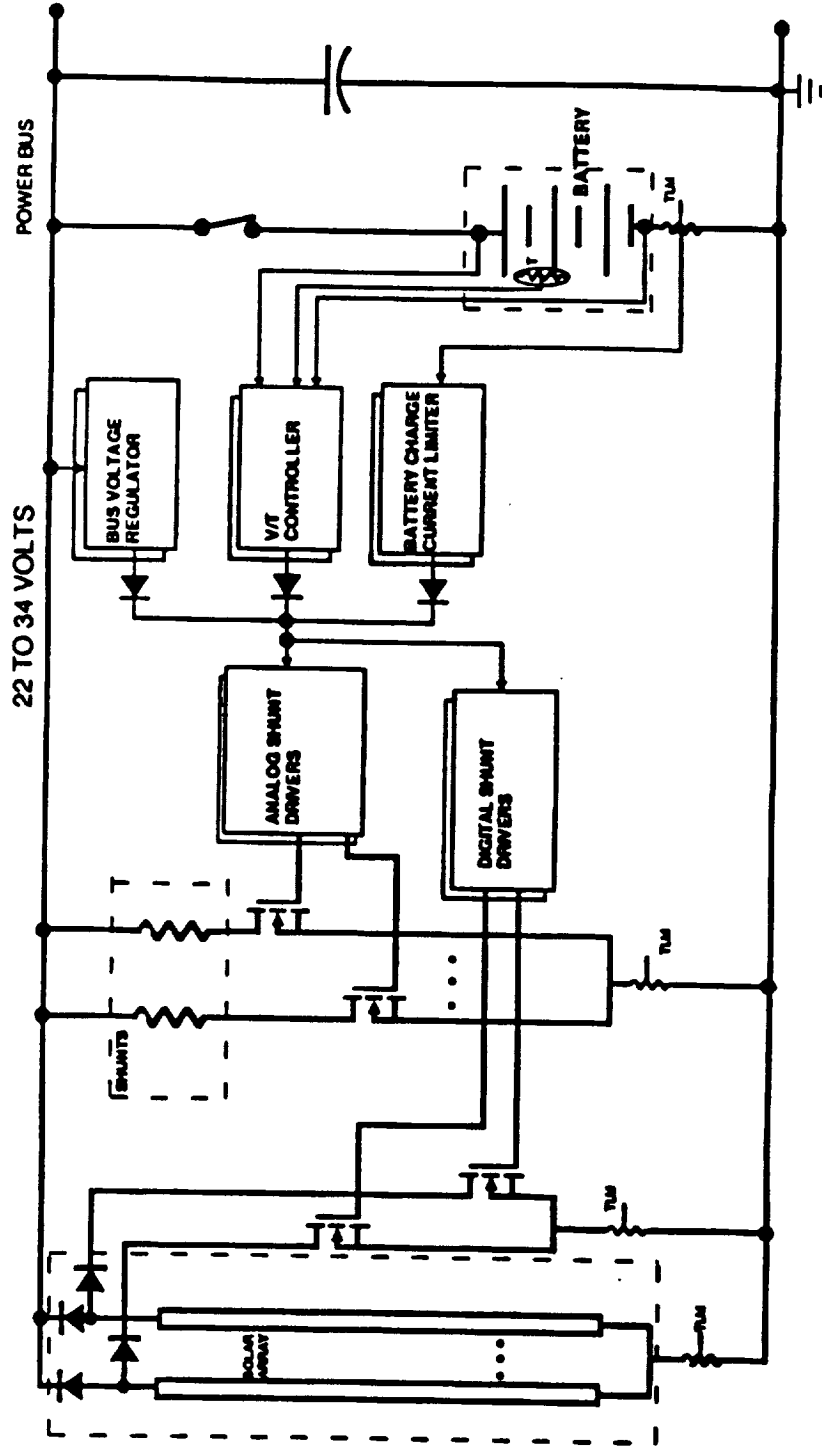 22 TO 34 VOLTS
POWER BUS
BUS VOLTAGE
REGULATOR
V/T
CONTROLLER
BATTERY CHARGE
CURRENT LIMITER
T
BATTERY
TLM
ANALOG SHUNT
DRIVERS
DIGITAL SHUNT
DRIVERS
SHUNTS
TLM
TLM
SOLAR
ARRAY
TLM